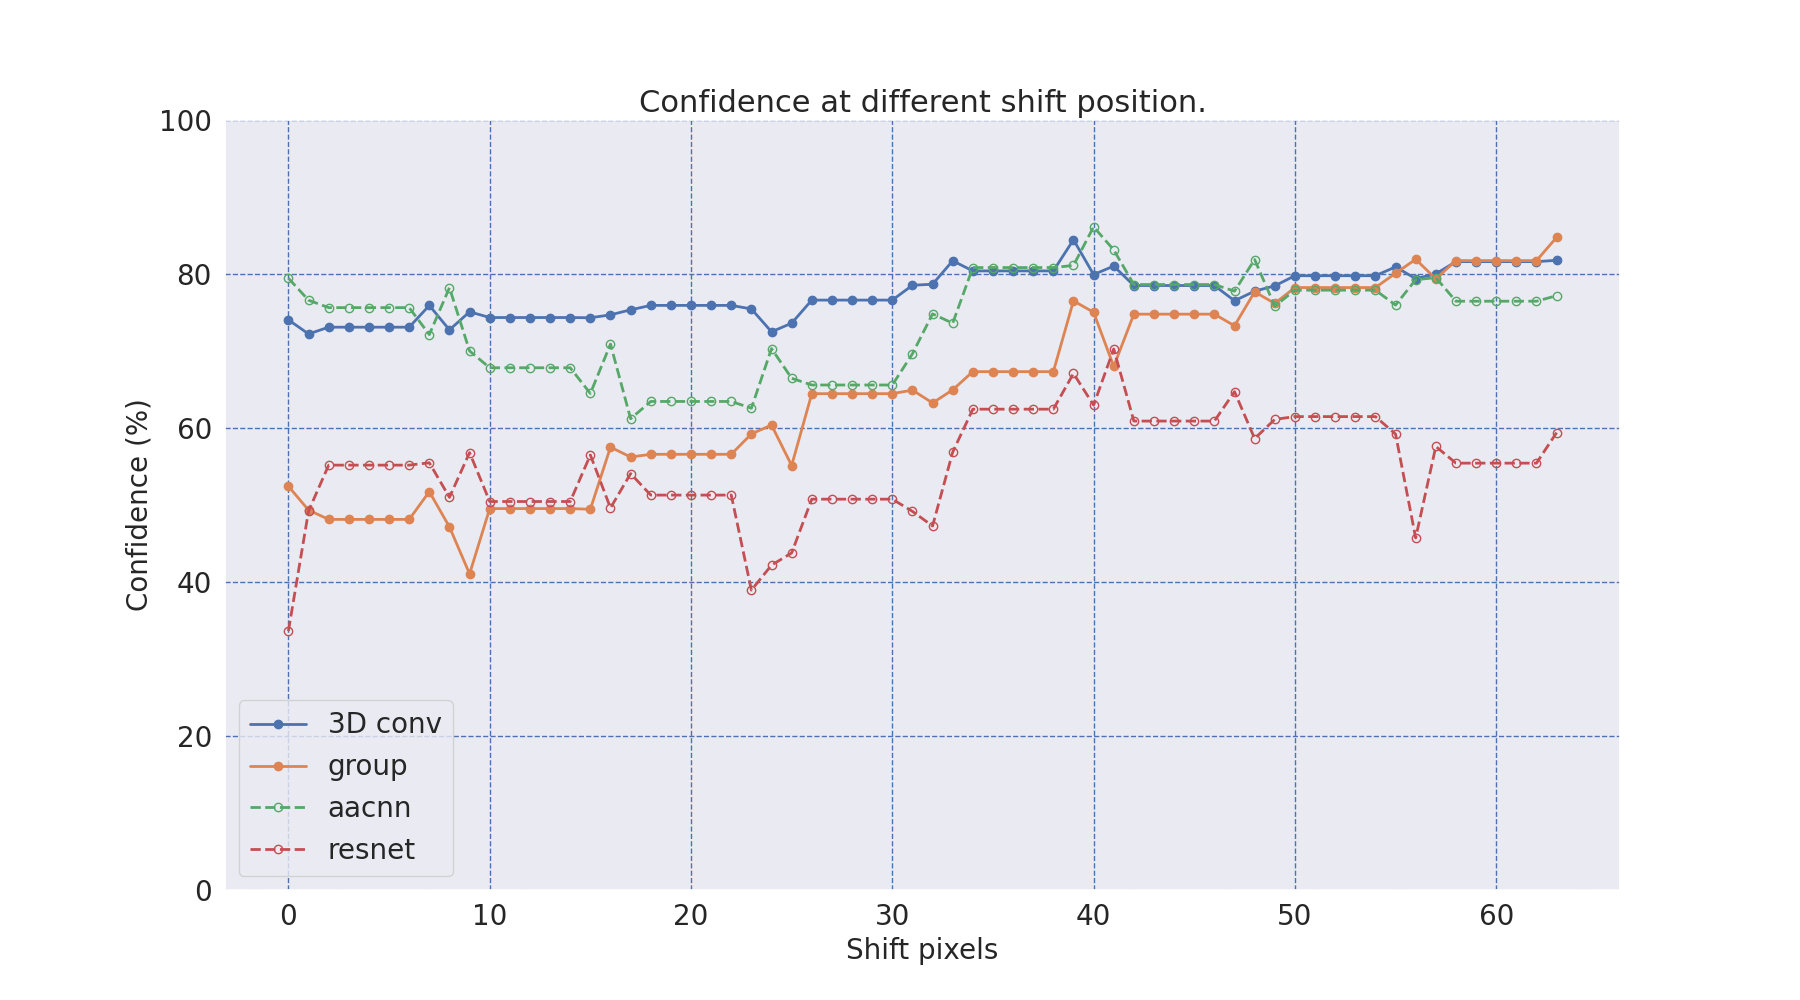 Confidence at different shift position.
100
80
60
40
20
0
Confidence (%)
3D conv
group
aacnn
resnet
0 10 20 30 40 50 60
Shift pixels